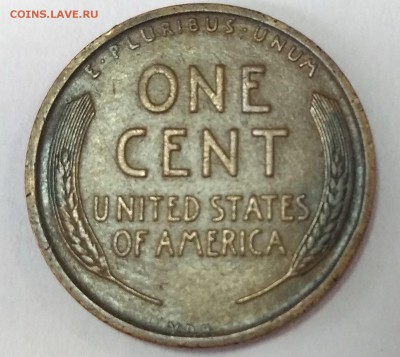 COINS.LAVE.RU
E·PLURIBUS·UNUM
ONE
CENT
UNITED STATES
OF AMERICA